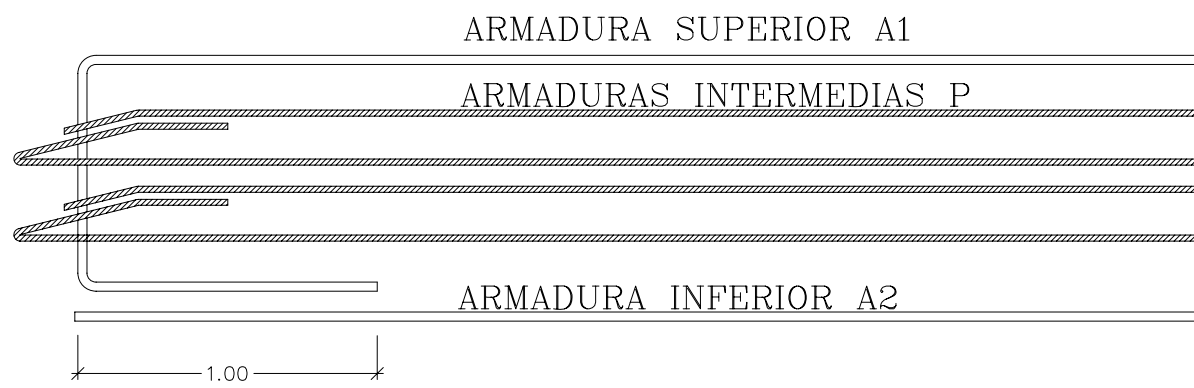 ARMADURA SUPERIOR A1
ARMADURAS INTERMEDIAS P
ARMADURA INFERIOR A2
1.00